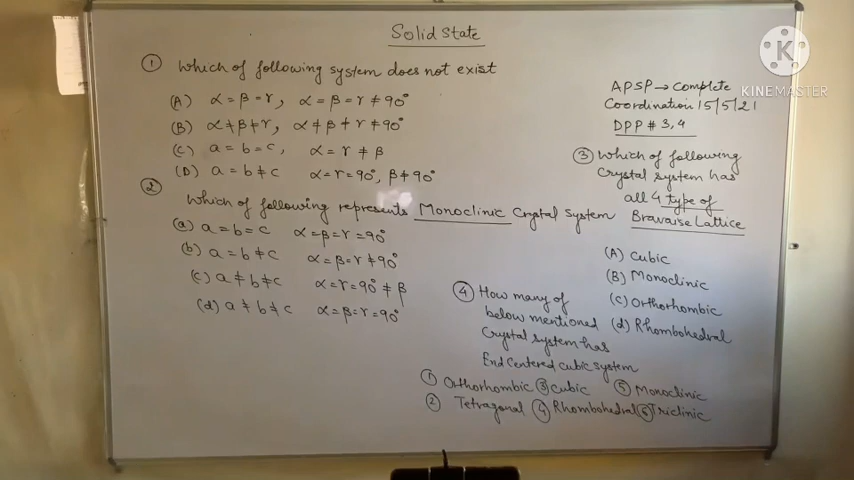 Solid State
① Which of following system does not exist
(A) α = β = γ, α = β = γ ≠ 90°
(B) α ≠ β ≠ γ, α ≠ β ≠ γ ≠ 90°
(C) a = b = c, α = γ ≠ β
(D) a = b ≠ c α = γ = 90°, β ≠ 90°
② Which of following represents Monoclinic Crystal System
(a) a = b = c α = β = γ = 90°
(b) a = b ≠ c α = β = γ ≠ 90°
(c) a ≠ b ≠ c α = γ = 90° ≠ β
(d) a ≠ b ≠ c α = β = γ = 90°
APSP → Complete
Coordination 15/5/21
DPP # 3, 4
③ Which of following
Crystal system has
all 4 type of
Bravaise Lattice
(A) Cubic
(B) Monoclinic
(C) Orthorhombic
(d) Rhombohedral
④ How many of
below mentioned
Crystal system has
End Centered cubic system
① Orthorhombic ③ Cubic ⑤ Monoclinic
② Tetragonal ④ Rhombohedral ⑥ Triclinic
K
KINEMASTER